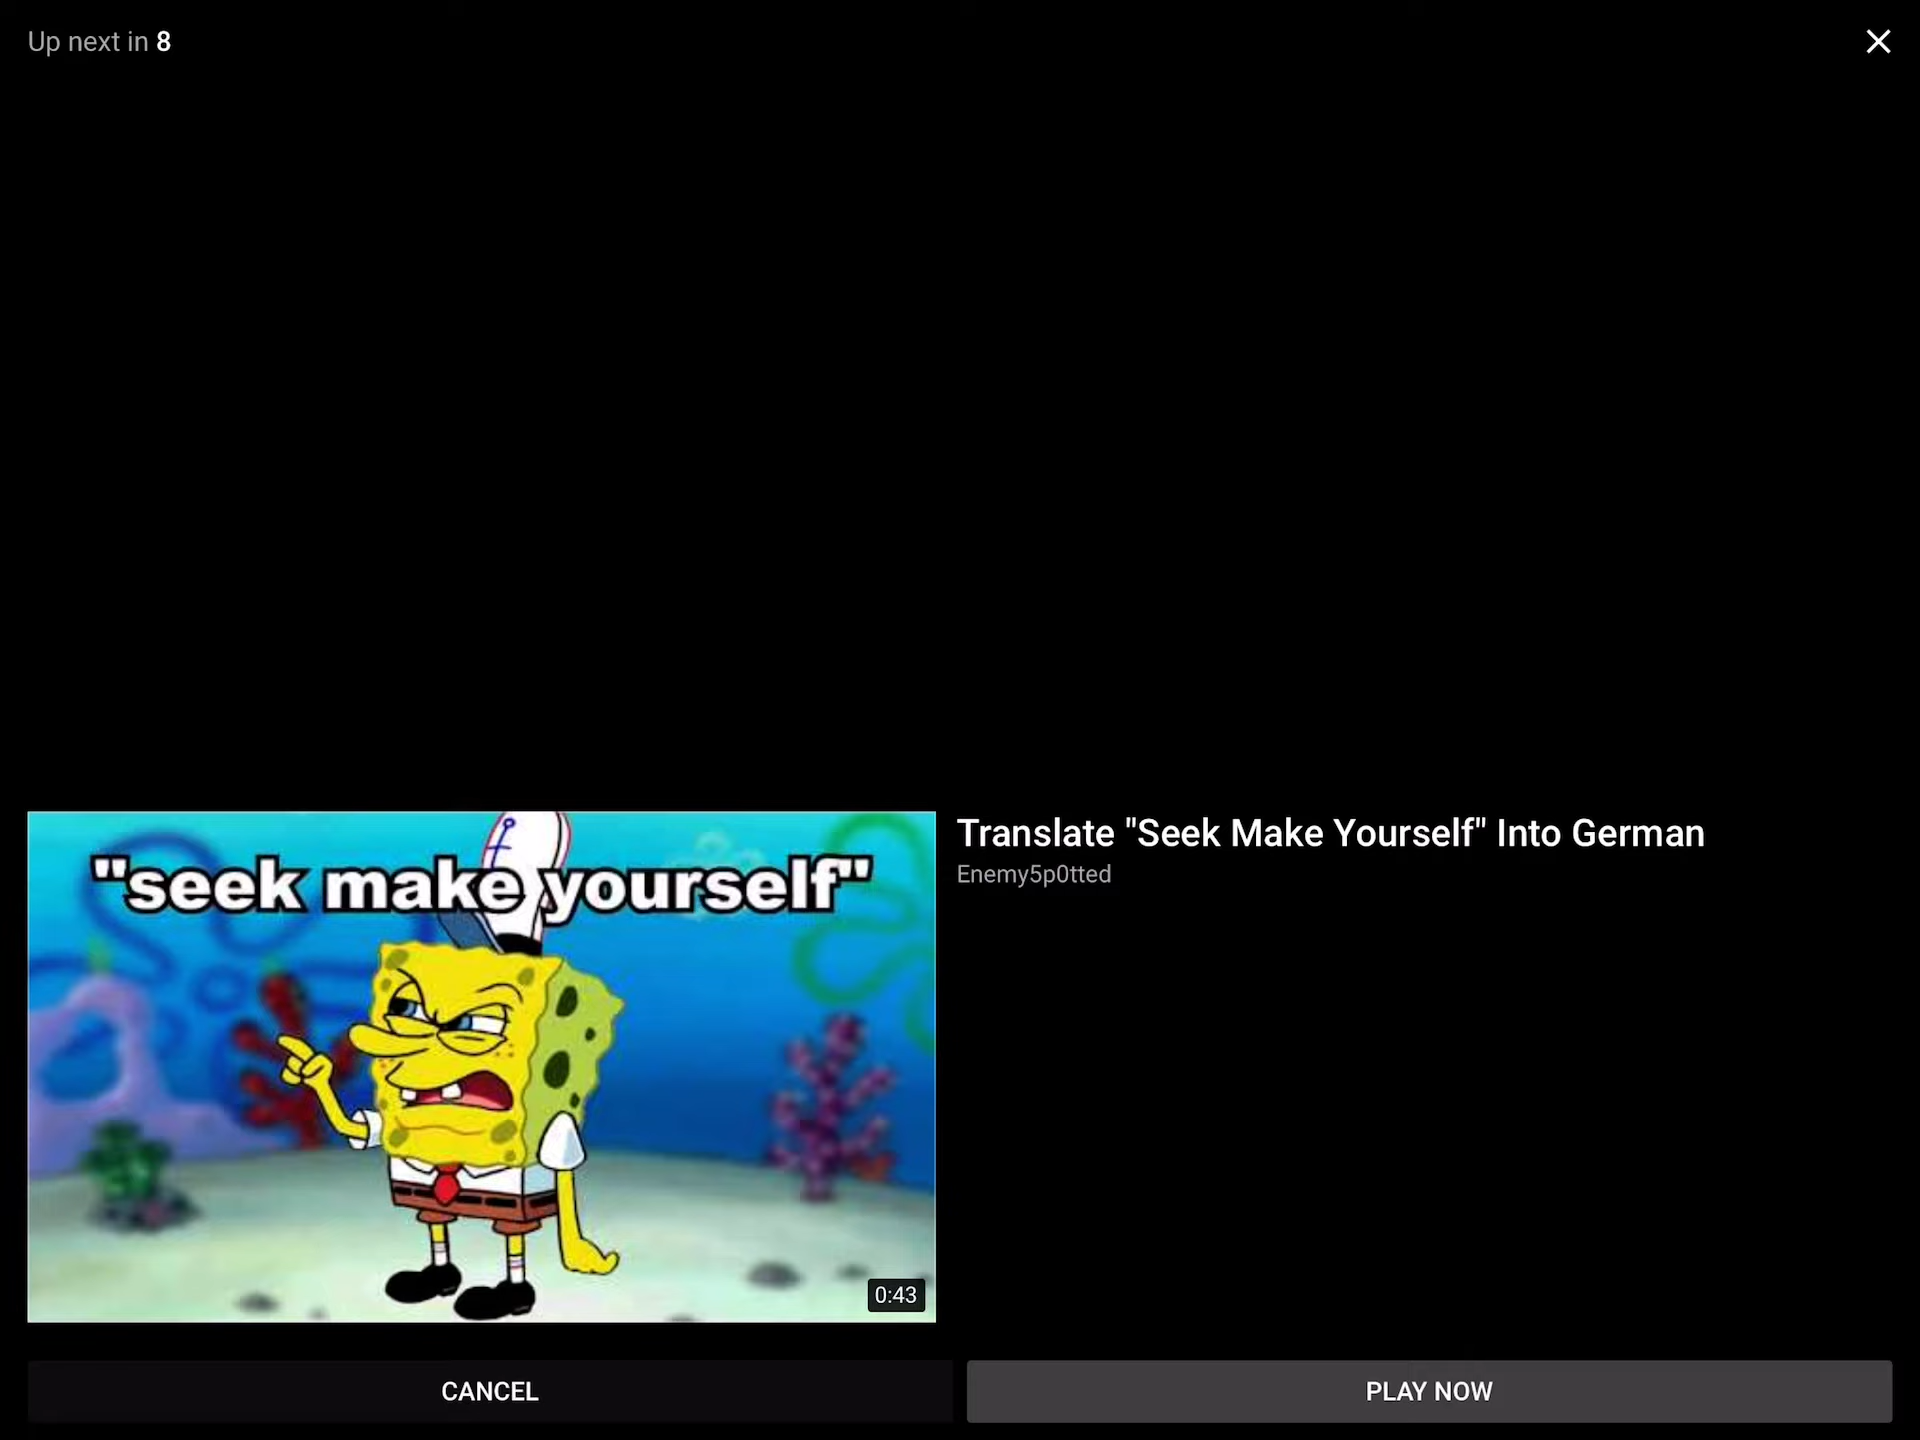 Up next in 8
"seek make yourself"
Translate "Seek Make Yourself" Into German
Enemy5p0tted
0:43
CANCEL
PLAY NOW